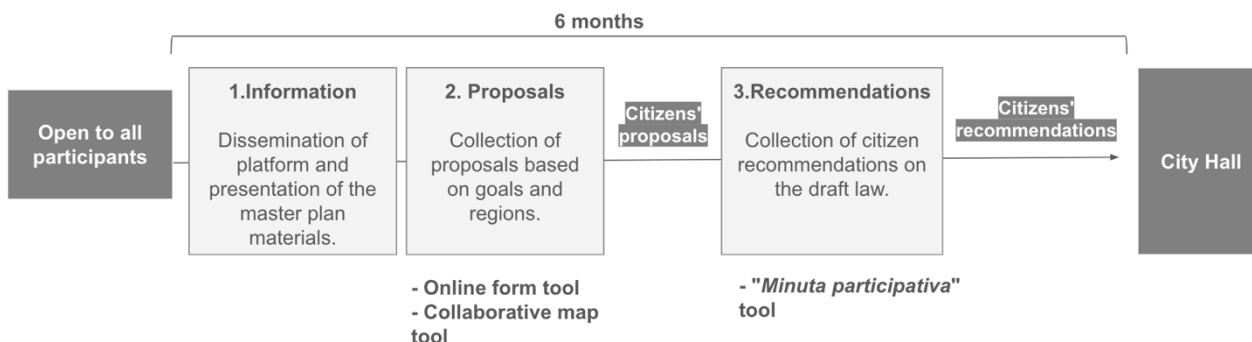 6 months
Open to all
participants
1.Information
Dissemination of
platform and
presentation of the
master plan
materials.
2. Proposals
Collection of
proposals based
on goals and
regions.
- Online form tool
- Collaborative map
tool
Citizens'
proposals
3.Recommendations
Collection of citizen
recommendations on
the draft law.
- "Minuta participativa"
tool
Citizens'
recommendations
City Hall